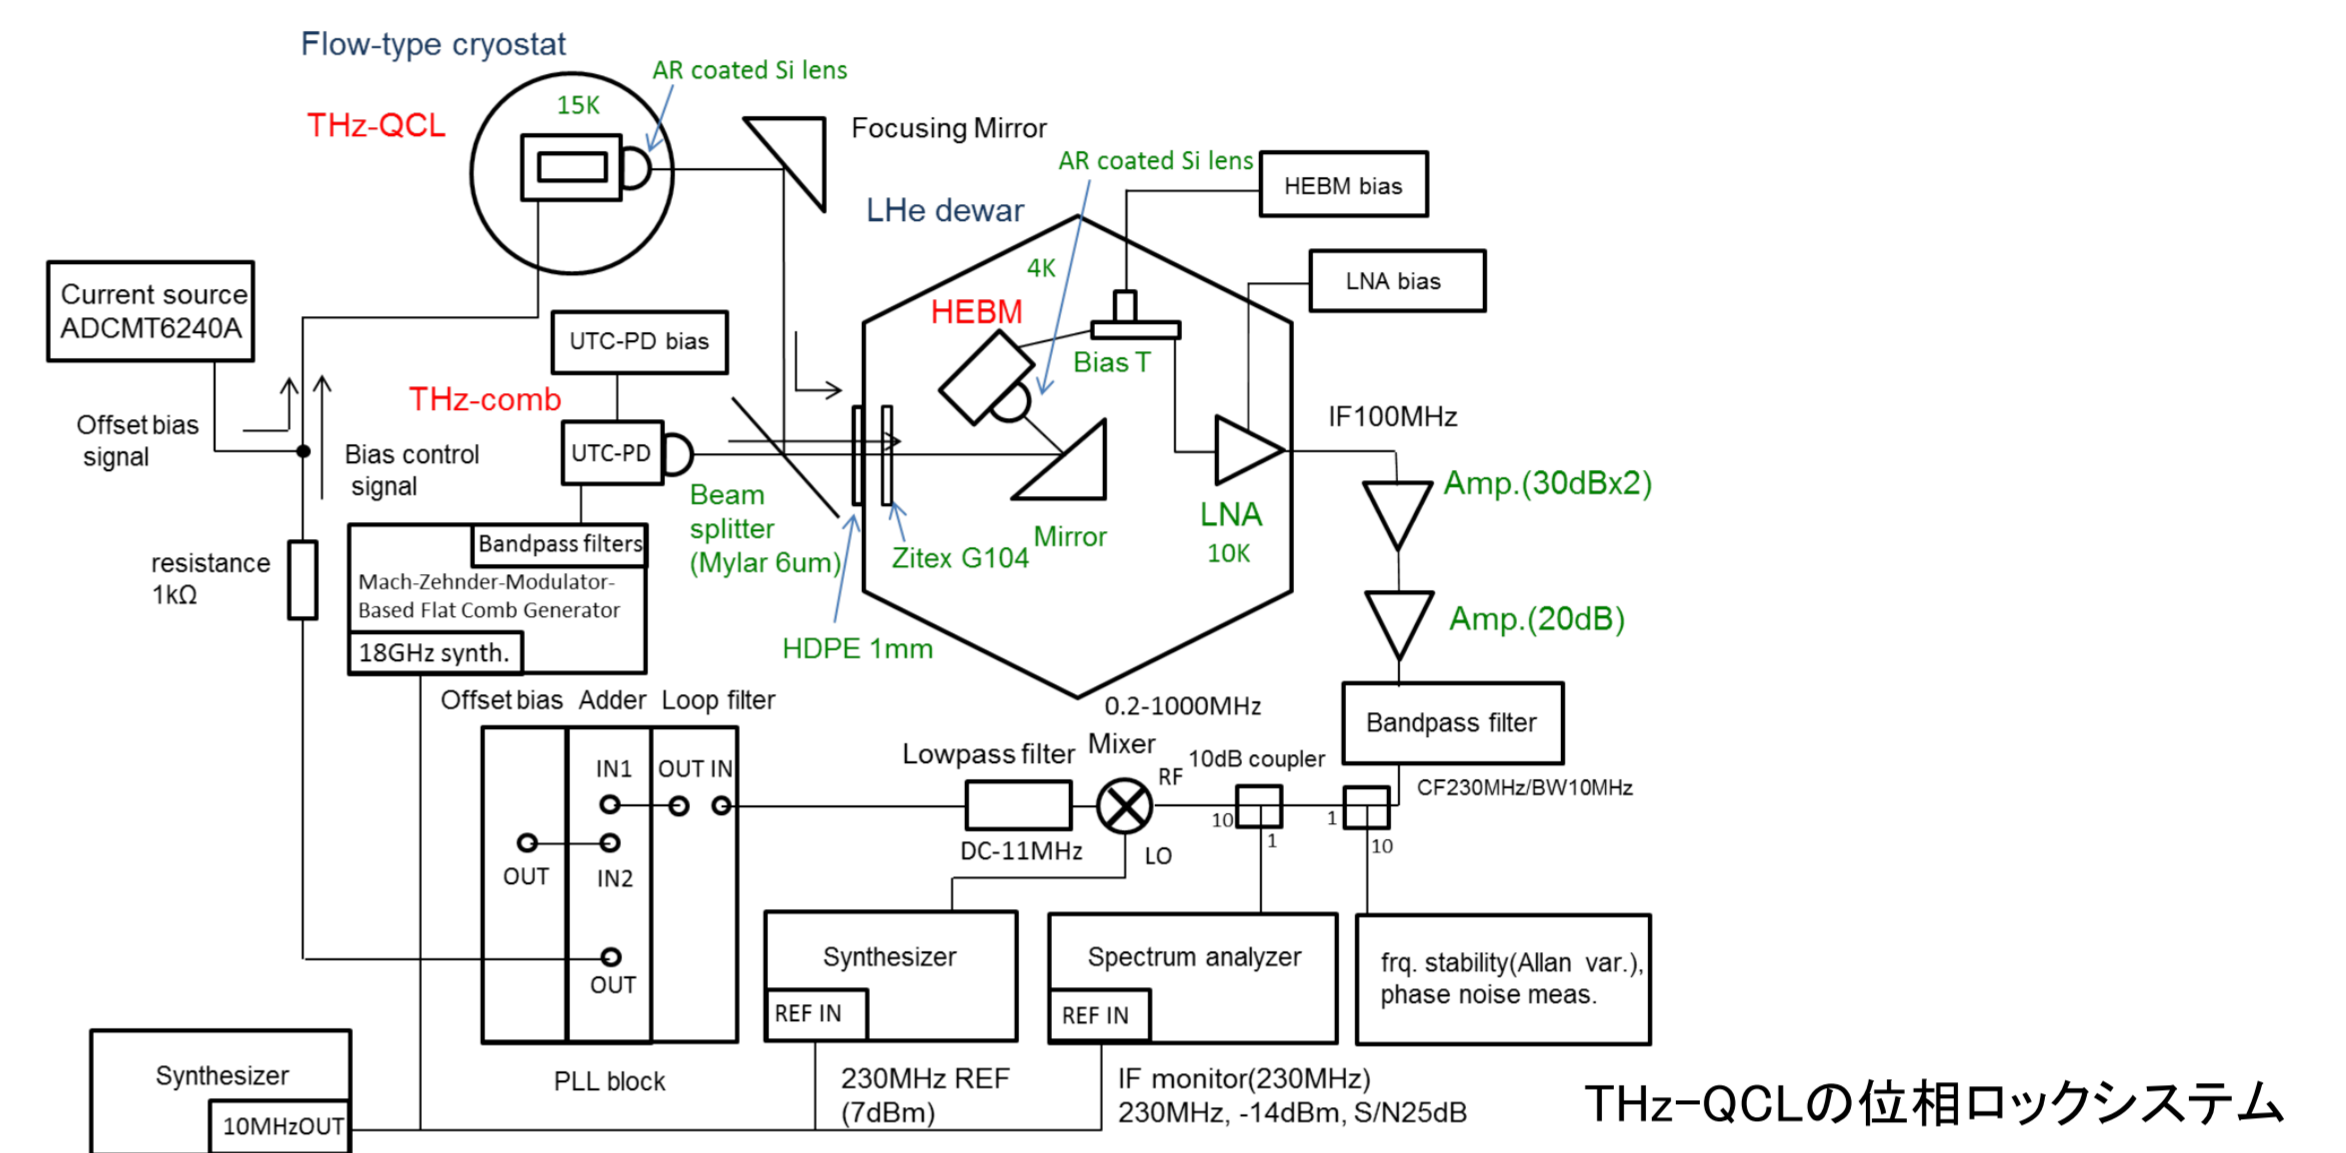 Flow-type cryostat
AR coated Si lens
15K
THz-QCL
Focusing Mirror
AR coated Si lens
HEBM bias
LHe dewar
4K
LNA bias
Current source
ADCMT6240A
HEBM
UTC-PD bias
Bias T
THz-comb
Offset bias
signal
IF100MHz
Bias control
signal
UTC-PD
Amp.(30dBx2)
Beam
splitter
(Mylar 6um)
LNA
10K
Mirror
Zitex G104
Bandpass filters
resistance
1kΩ
Mach-Zehnder-Modulator-
Based Flat Comb Generator
Amp.(20dB)
18GHz synth.
HDPE 1mm
Offset bias
Adder
Loop filter
0.2-1000MHz
Bandpass filter
Lowpass filter
Mixer
RF
10dB coupler
CF230MHz/BW10MHz
IN1
OUT IN
10
1
1
10
DC-11MHz
LO
OUT
IN2
Synthesizer
Spectrum analyzer
frq. stability(Allan var.),
phase noise meas.
OUT
REF IN
REF IN
Synthesizer
10MHzOUT
PLL block
230MHz REF
(7dBm)
IF monitor(230MHz)
230MHz, -14dBm, S/N25dB
THz-QCLの位相ロックシステム